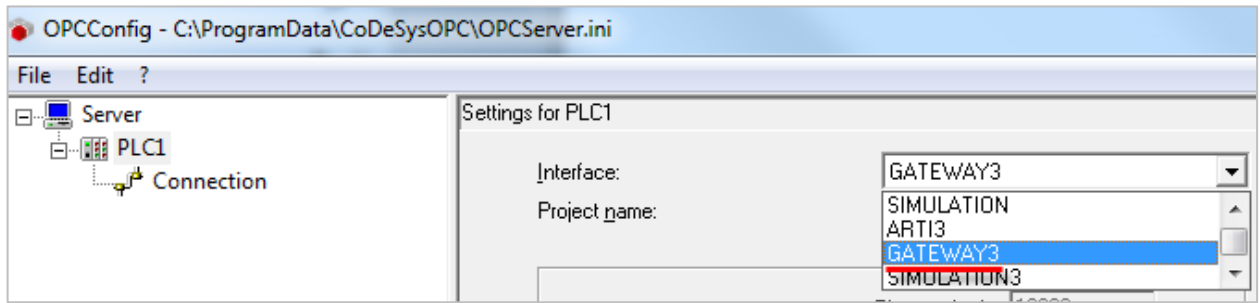 OPCConfig - C:\ProgramData\CoDeSysOPC\OPCServer.ini
File Edit ?
Server
PLC1
Connection
Settings for PLC1
Interface:
GATEWAY3
Project name:
SIMULATION
ARTI3
GATEWAY3
SIMULATION3